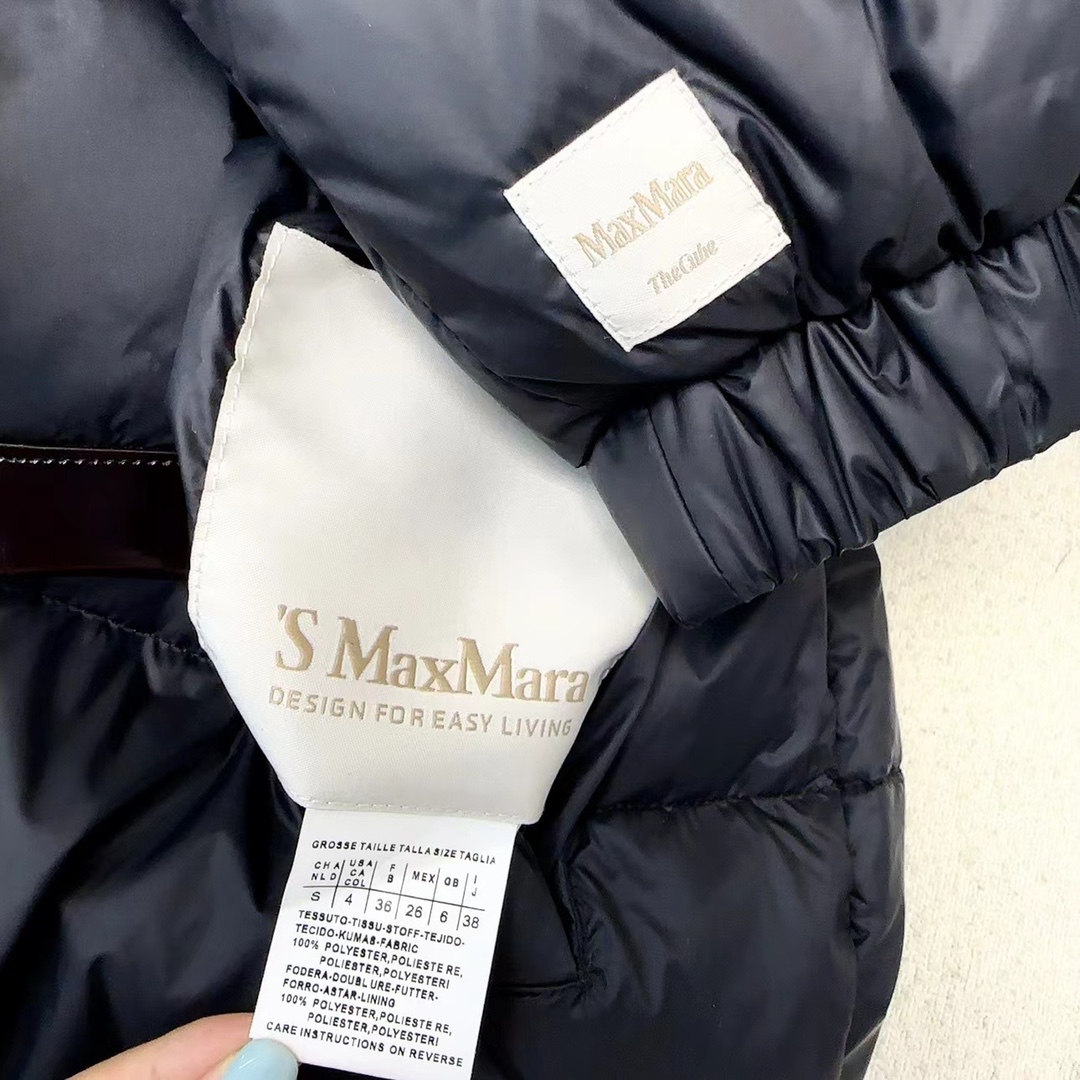 MaxMara
TheCube
'S MaxMara
DESIGN FOR EASY LIVING
GROSSE TAILLE TALLA SIZE TAGLIA
CHA NLD USA CA COL F B MEX GB I J
S 4 36 26 6 38
TESSUTO-TISSU-STOFF-TEJIDO-
TECIDO-KUMAS-FABRIC
100% POLYESTER,POLIESTE RE,
POLIESTER,POLYESTERI
FODERA-DOUBL URE-FUTTER-
FORRO-ASTAR-LINING
100% POLYESTER,POLIESTE RE,
POLIESTER,POLYESTERI
CARE INSTRUCTIONS ON REVERSE